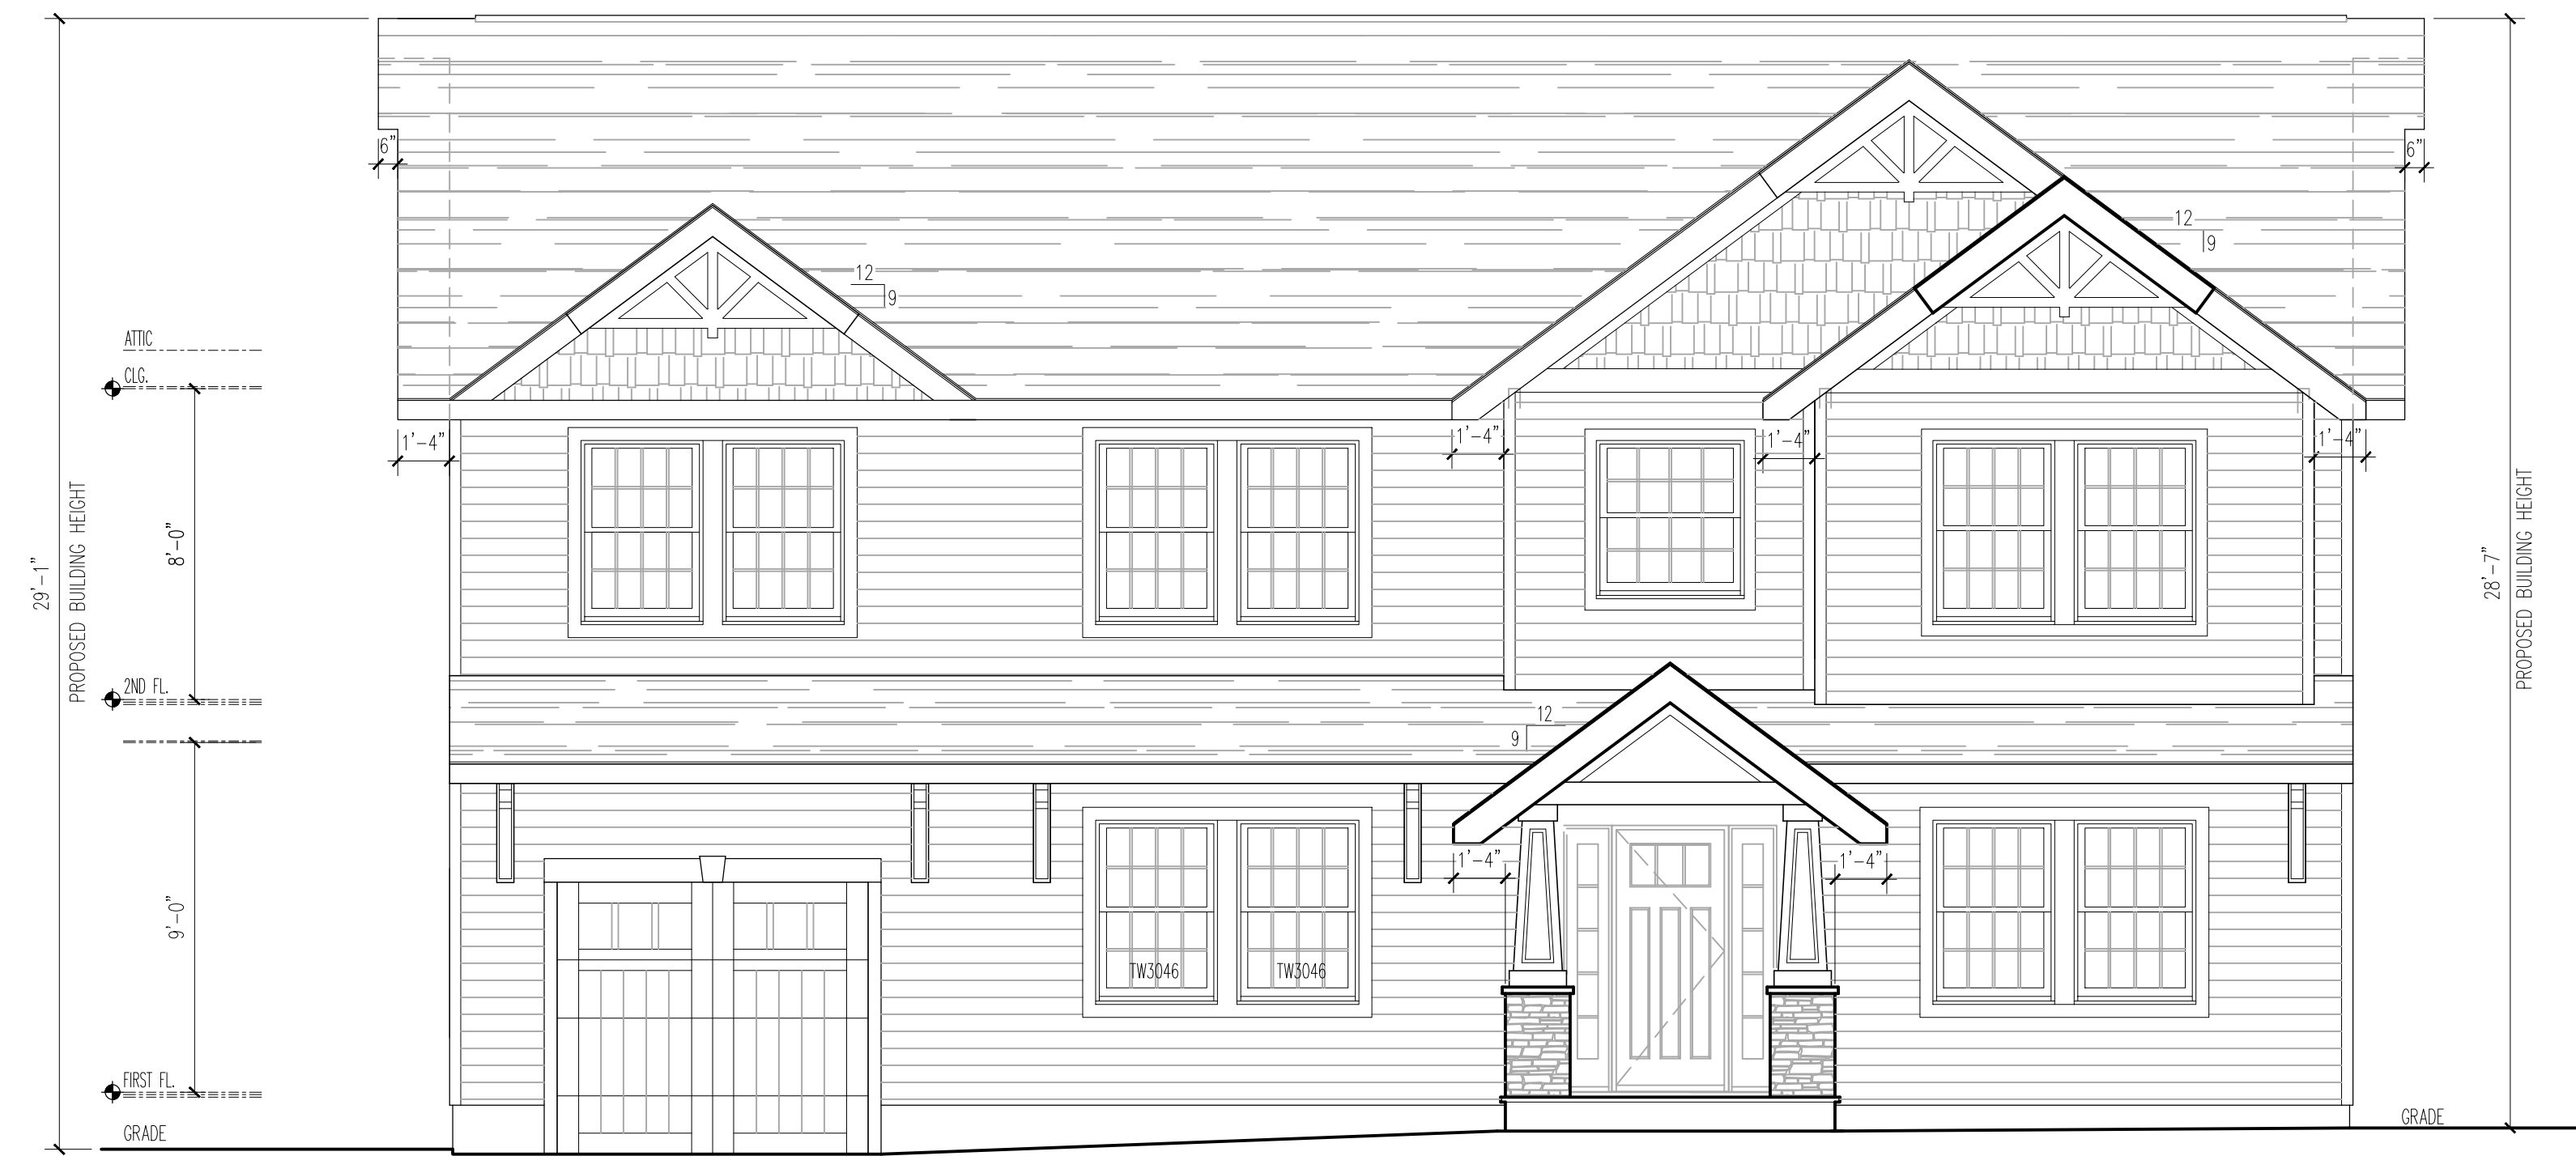 6”
6”
12
9
12
9
ATTIC
CLG.
1'-4”
1'-4”
1'-4”
1'-4”
8'-0”
29'-1”
PROPOSED BUILDING HEIGHT
28'-7”
PROPOSED BUILDING HEIGHT
2ND FL.
12
9
1'-4”
1'-4”
9'-0”
TW3046
TW3046
FIRST FL.
GRADE
GRADE